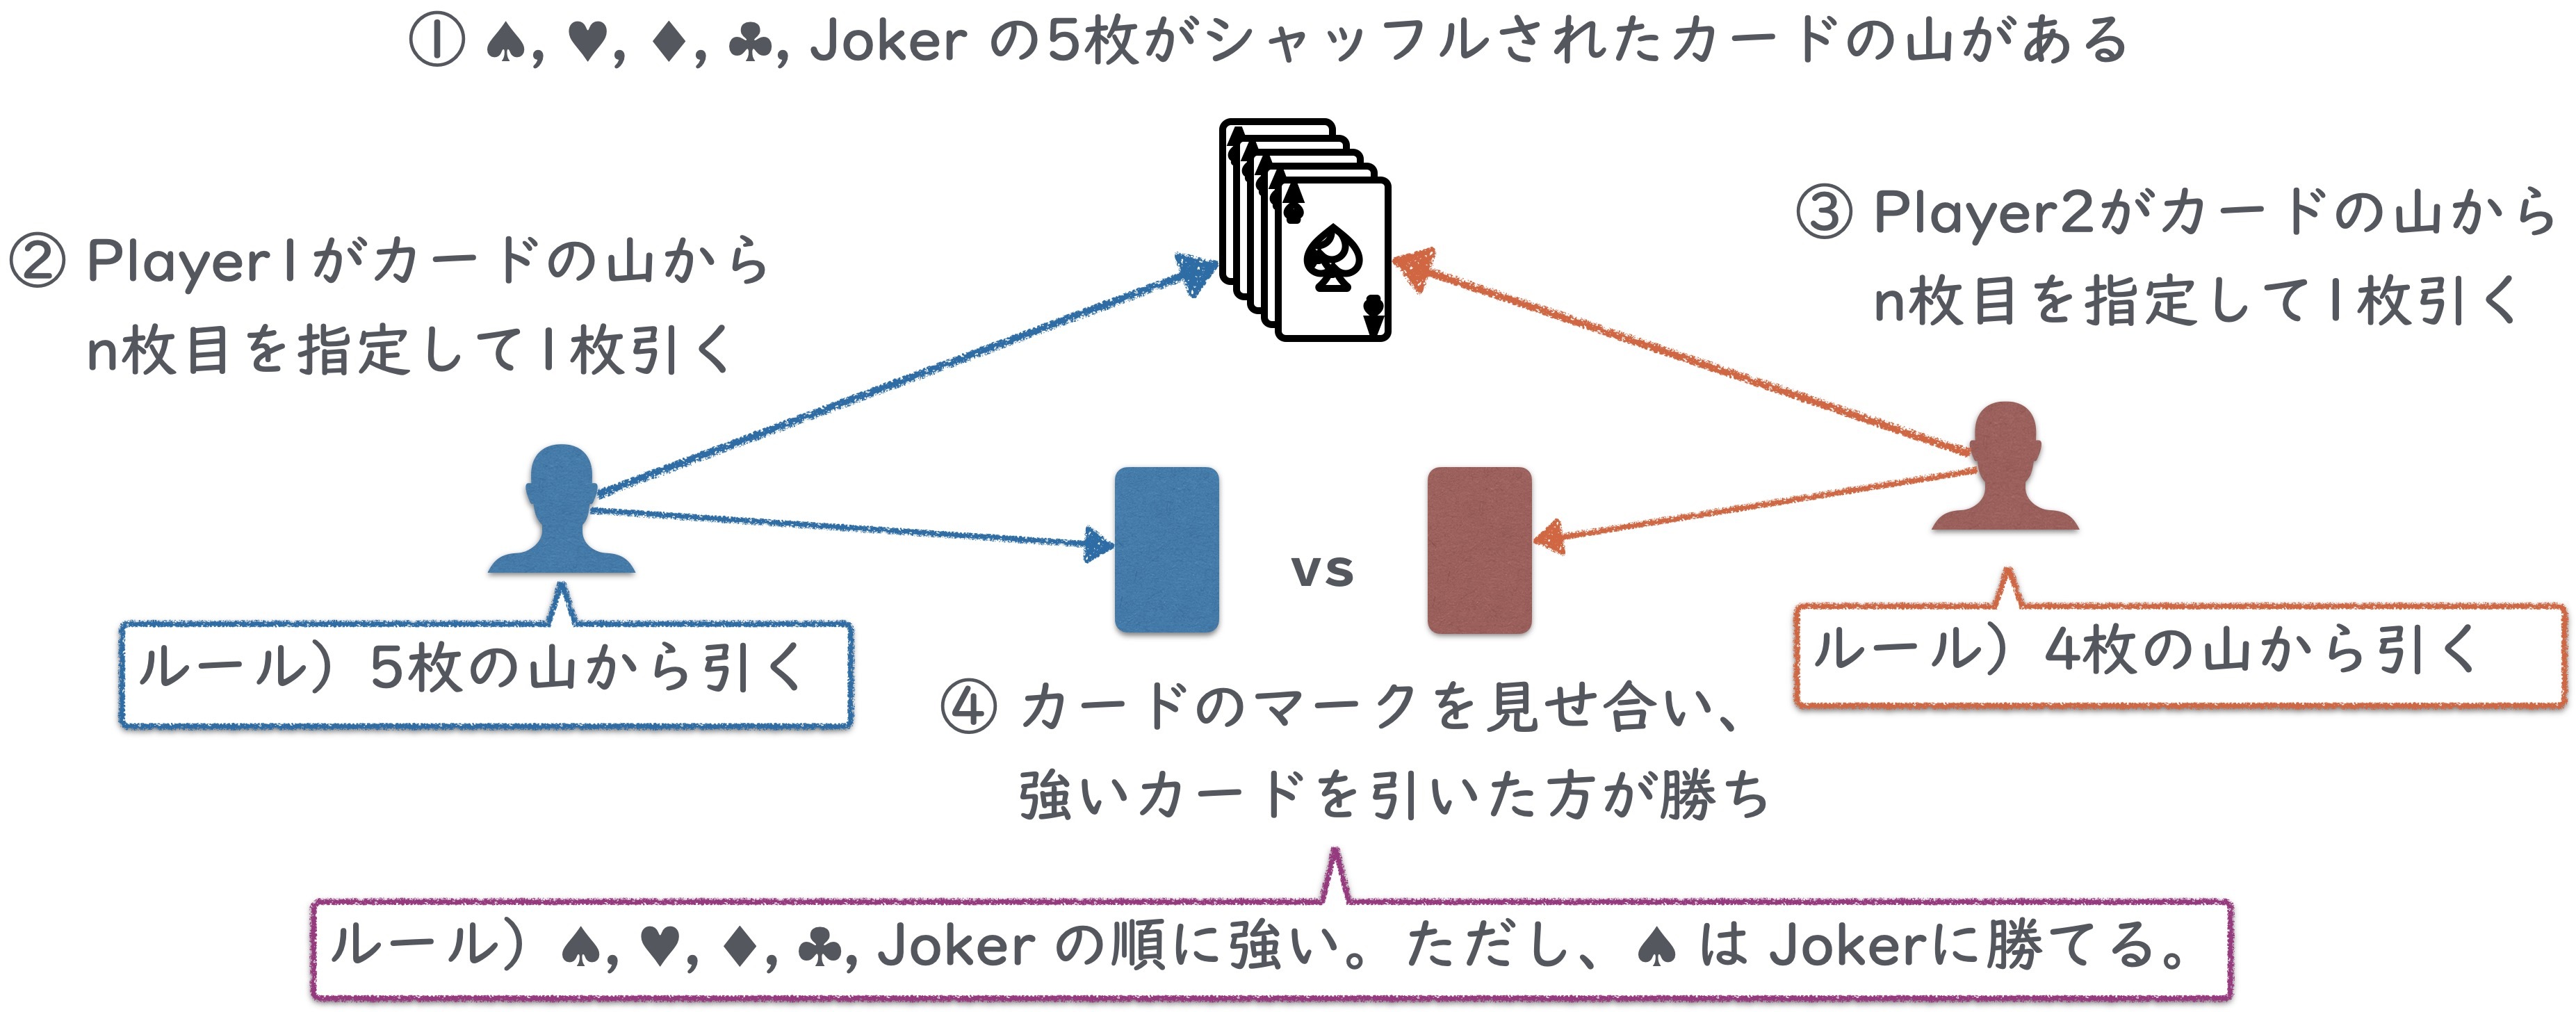 ① ♠, ♥, ♦, ♣, Joker の5枚がシャッフルされたカードの山がある
② Player1がカードの山から
n枚目を指定して1枚引く
③ Player2がカードの山から
n枚目を指定して1枚引く
vs
ルール）5枚の山から引く
ルール）4枚の山から引く
④ カードのマークを見せ合い、
強いカードを引いた方が勝ち
ルール）♠, ♥, ♦, ♣, Joker の順に強い。ただし、♠ は Jokerに勝てる。